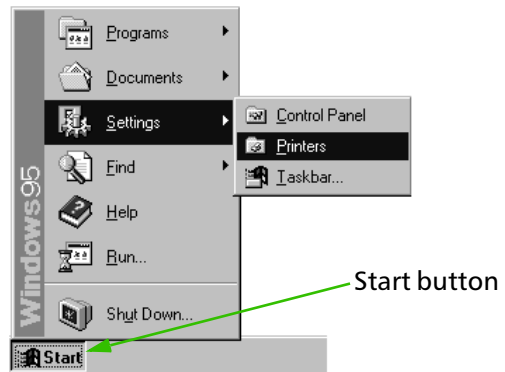 Programs
Documents
Settings
Find
Help
Run...
Shut Down...
Windows95
Control Panel
Printers
Taskbar...
Start button
Start